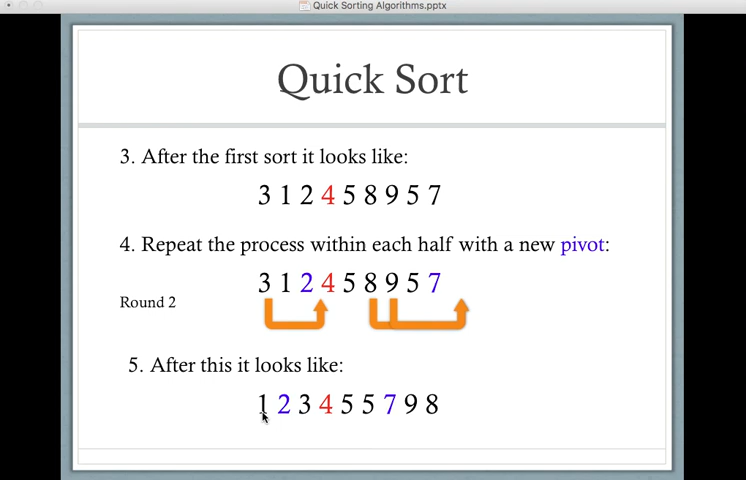 Quick Sorting Algorithms.pptx
Quick Sort
3. After the first sort it looks like:
3 1 2 4 5 8 9 5 7
4. Repeat the process within each half with a new pivot:
3 1 2 4 5 8 9 5 7
Round 2
5. After this it looks like:
1 2 3 4 5 5 7 9 8